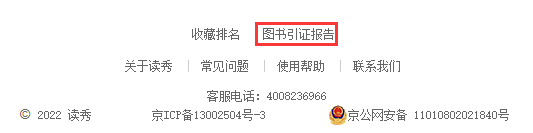 收藏排名 图书引证报告
关于读秀 | 常见问题 | 使用帮助 | 联系我们
客服电话：4008236966
© 2022 读秀 京ICP备13002504号-3 京公网安备 11010802021840号